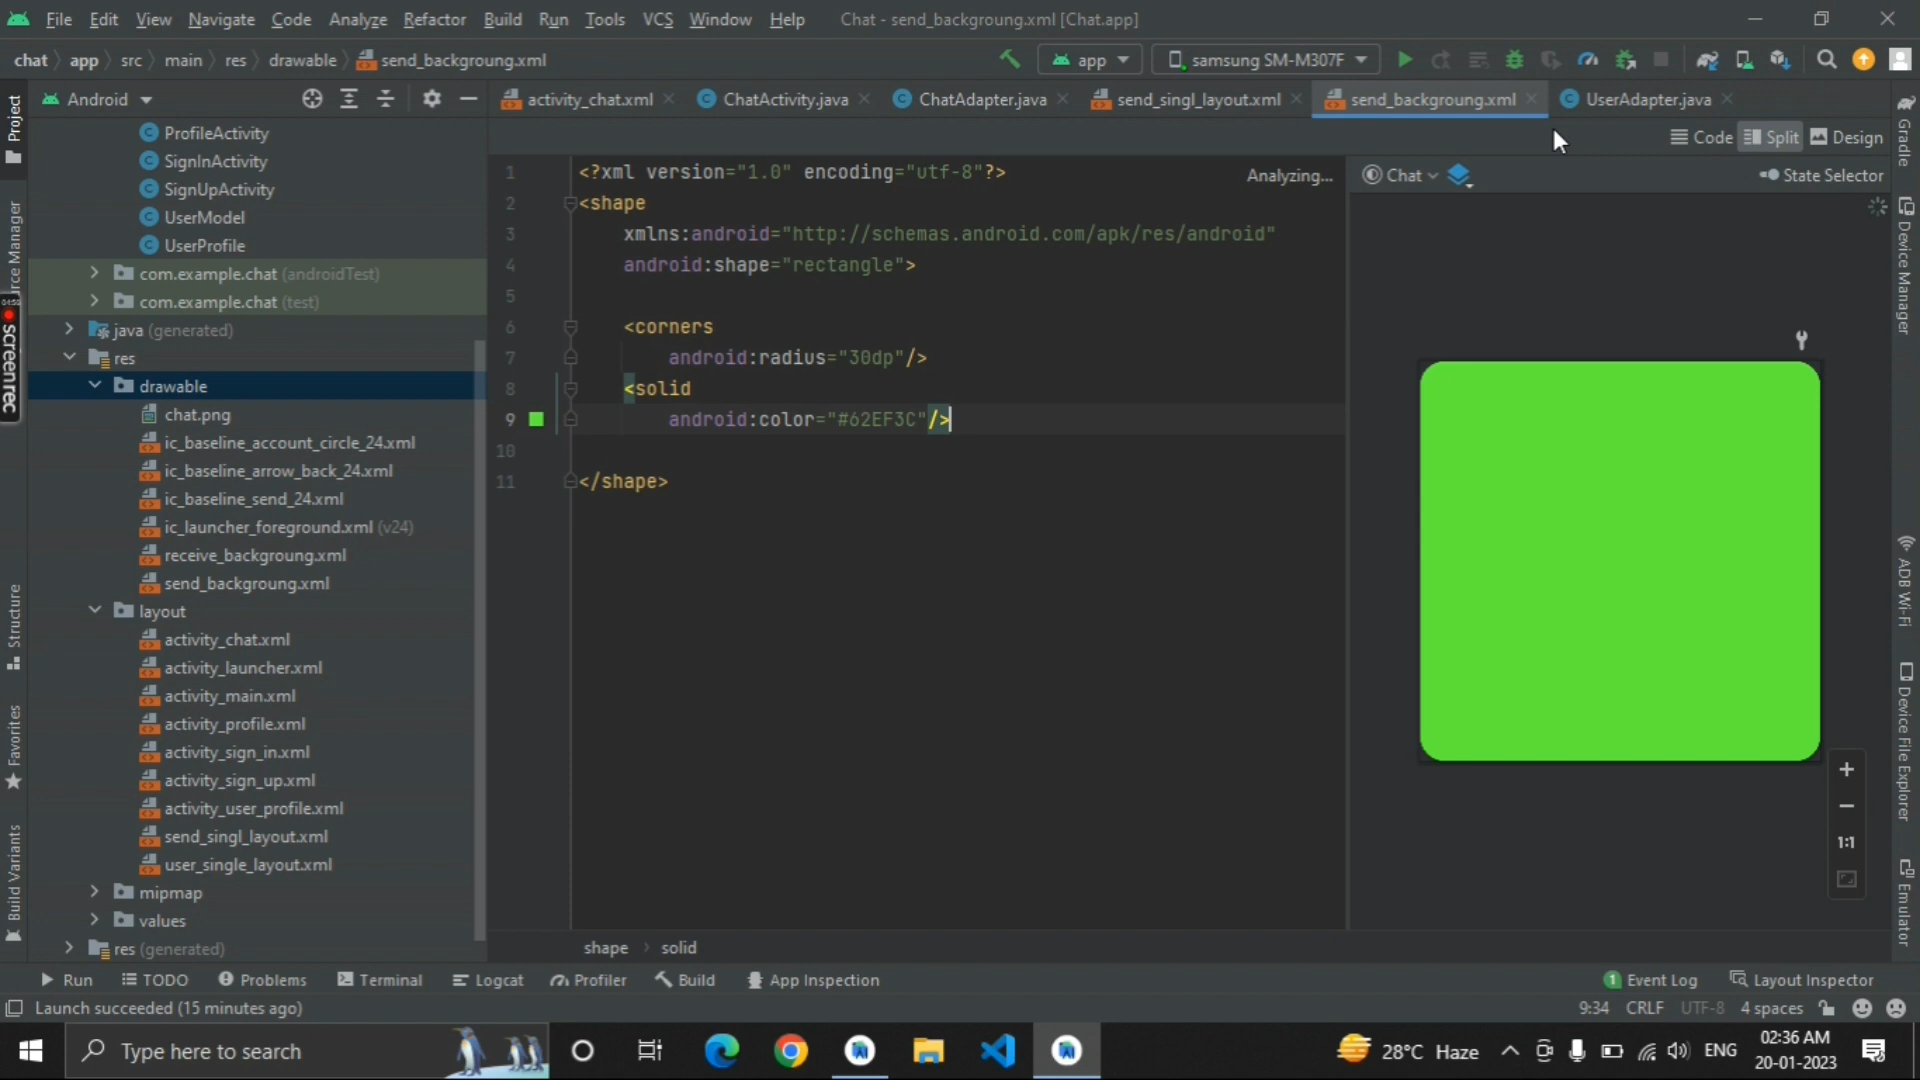 File Edit View Navigate Code Analyze Refactor Build Run Tools VCS Window Help Chat - send_backgroung.xml [Chat.app]
chat app src main res drawable send_backgroung.xml app samsung SM-M307F
Android activity_chat.xml ChatActivity.java ChatAdapter.java send_singl_layout.xml send_backgroung.xml UserAdapter.java
Code Split Design
Chat State Selector
Analyzing...
Project
Structure
Favorites
Build Variants
04:50
screenrec
ProfileActivity
SignInActivity
SignUpActivity
UserModel
UserProfile
com.example.chat (androidTest)
com.example.chat (test)
java (generated)
res
drawable
chat.png
ic_baseline_account_circle_24.xml
ic_baseline_arrow_back_24.xml
ic_baseline_send_24.xml
ic_launcher_foreground.xml (v24)
receive_backgroung.xml
send_backgroung.xml
layout
activity_chat.xml
activity_launcher.xml
activity_main.xml
activity_profile.xml
activity_sign_in.xml
activity_sign_up.xml
activity_user_profile.xml
send_singl_layout.xml
user_single_layout.xml
mipmap
values
res (generated)
1 <?xml version="1.0" encoding="utf-8"?>
2 <shape
3 xmlns:android="http://schemas.android.com/apk/res/android"
4 android:shape="rectangle">
5
6 <corners
7 android:radius="30dp"/>
8 <solid
9 android:color="#62EF3C"/>
10
11 </shape>
shape solid
1:1
Gradle
Device Manager
ADB Wi-Fi
Device File Explorer
Emulator
Run TODO Problems Terminal Logcat Profiler Build App Inspection 1 Event Log Layout Inspector
Launch succeeded (15 minutes ago) 9:34 CRLF UTF-8 4 spaces
Type here to search 28°C Haze ENG 02:36 AM
20-01-2023